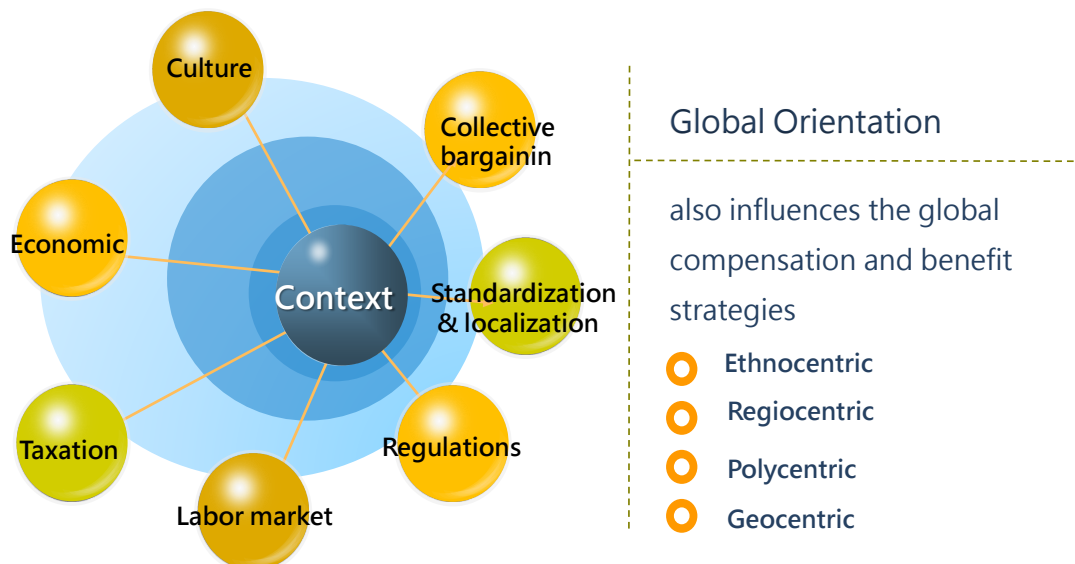 Culture
Collective
bargainin
Economic
Context
Standardization
& localization
Taxation
Regulations
Labor market
Global Orientation
also influences the global
compensation and benefit
strategies
Ethnocentric
Regiocentric
Polycentric
Geocentric